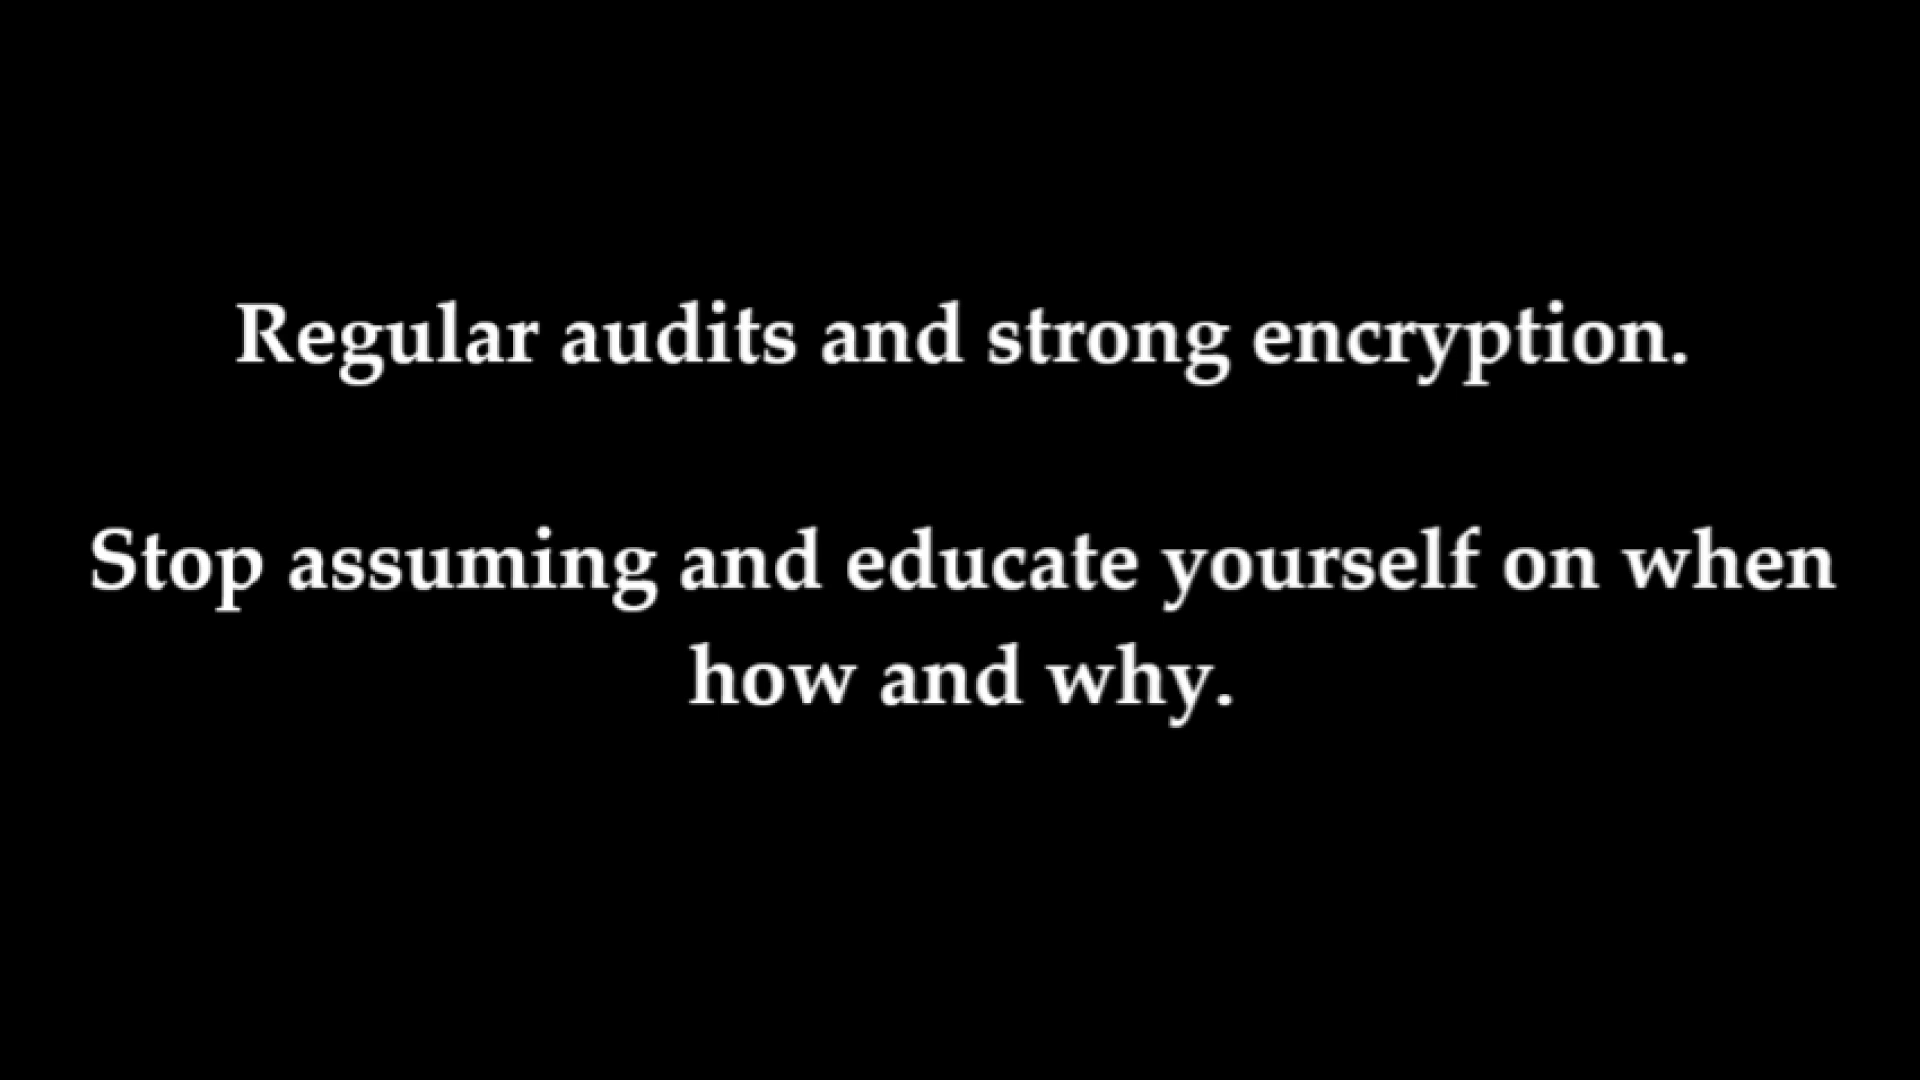 Regular audits and strong encryption.
Stop assuming and educate yourself on when
how and why.